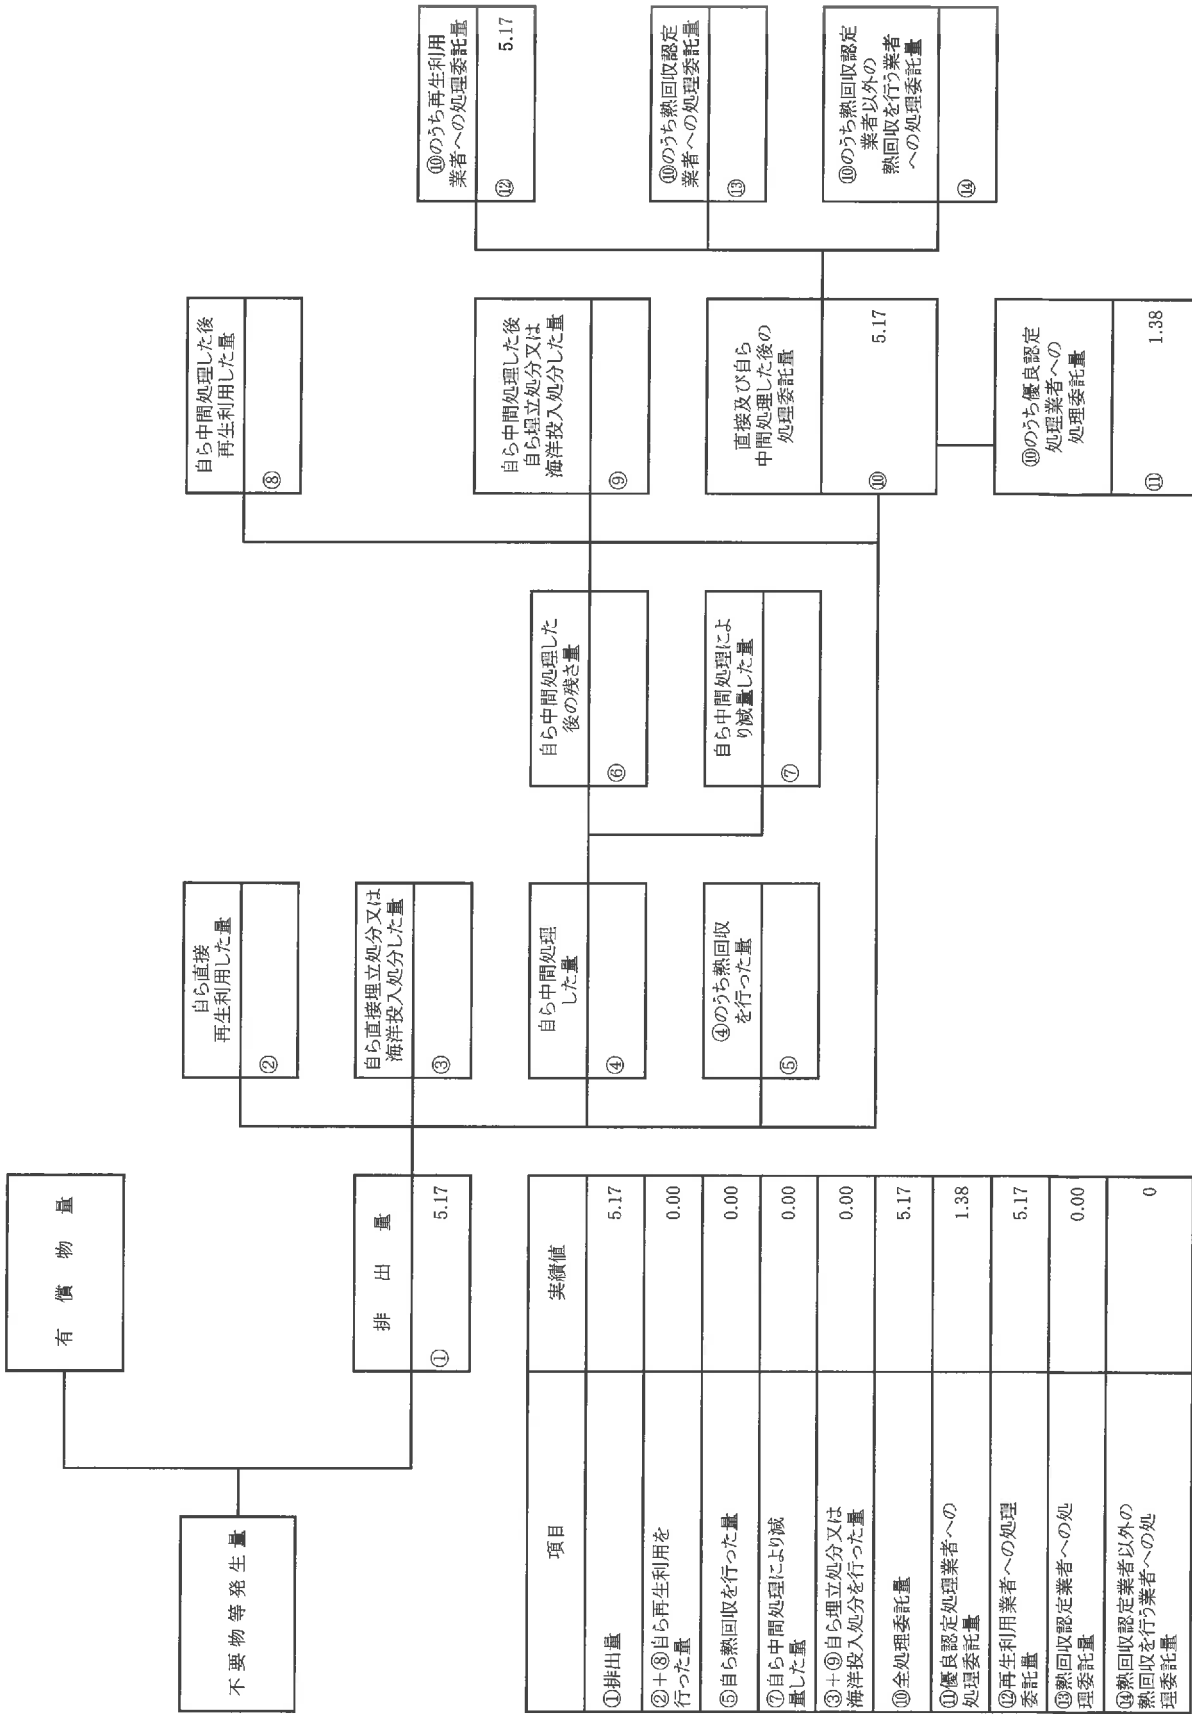 不要物等発生量
有償物量
排出量
① 5.17
自ら直接
再生利用した量
②
自ら直接埋立処分又は
海洋投入処分した量
③
自ら中間処理
した量
④
④のうち熱回収
を行った量
⑤
自ら中間処理した
後の残さ量
⑥
自ら中間処理によ
り減量した量
⑦
自ら中間処理した後
再生利用した量
⑧
自ら中間処理した後
自ら埋立処分又は
海洋投入処分した量
⑨
直接及び自ら
中間処理した後の
処理委託量
⑩ 5.17
⑩のうち優良認定
処理業者への
処理委託量
⑪ 1.38
⑩のうち再生利用
業者への処理委託量
⑫ 5.17
⑩のうち熱回収認定
業者への処理委託量
⑬
⑩のうち熱回収認定
業者以外の
熱回収を行う業者
への処理委託量
⑭
項目 実績値
①排出量 5.17
②+⑧自ら再生利用を
行った量 0.00
⑤自ら熱回収を行った量 0.00
⑦自ら中間処理により減
量した量 0.00
③+⑨自ら埋立処分又は
海洋投入処分を行った量 0.00
⑩全処理委託量 5.17
⑪優良認定処理業者への
処理委託量 1.38
⑫再生利用業者への処理
委託量 5.17
⑬熱回収認定業者への処
理委託量 0.00
⑭熱回収認定業者以外の
熱回収を行う業者への処
理委託量 0